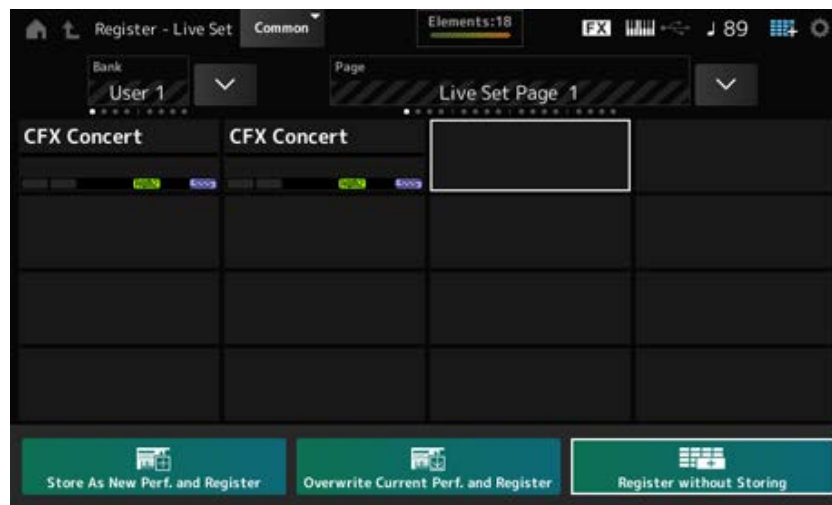 Register - Live Set
Common
Elements:18
FX
♩ 89
Bank
User 1
Page
Live Set Page 1
CFX Concert
CFX Concert
Store As New Perf. and Register
Overwrite Current Perf. and Register
Register without Storing